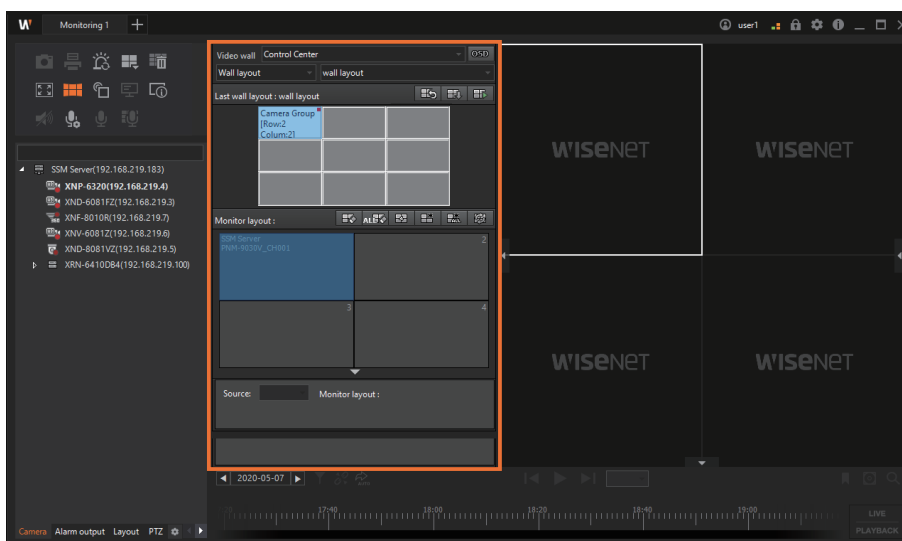 Monitoring 1
user1
Video wall Control Center OSD
Wall layout wall layout
Last wall layout : wall layout
Camera Group
[Row:2
Colum:2]
SSM Server(192.168.219.183)
XNP-6320(192.168.219.4)
XND-6081FZ(192.168.219.3)
XNF-8010R(192.168.219.7)
XNV-6081Z(192.168.219.6)
XND-8081VZ(192.168.219.5)
XRN-6410DB4(192.168.219.100)
Monitor layout :
SSM Server
PNM-9030V_CH001
2
3
4
Source: Monitor layout :
WISENET
WISENET
WISENET
WISENET
2020-05-07
17:40 18:00 18:20 18:40 19:00
LIVE
PLAYBACK
Camera Alarm output Layout PTZ